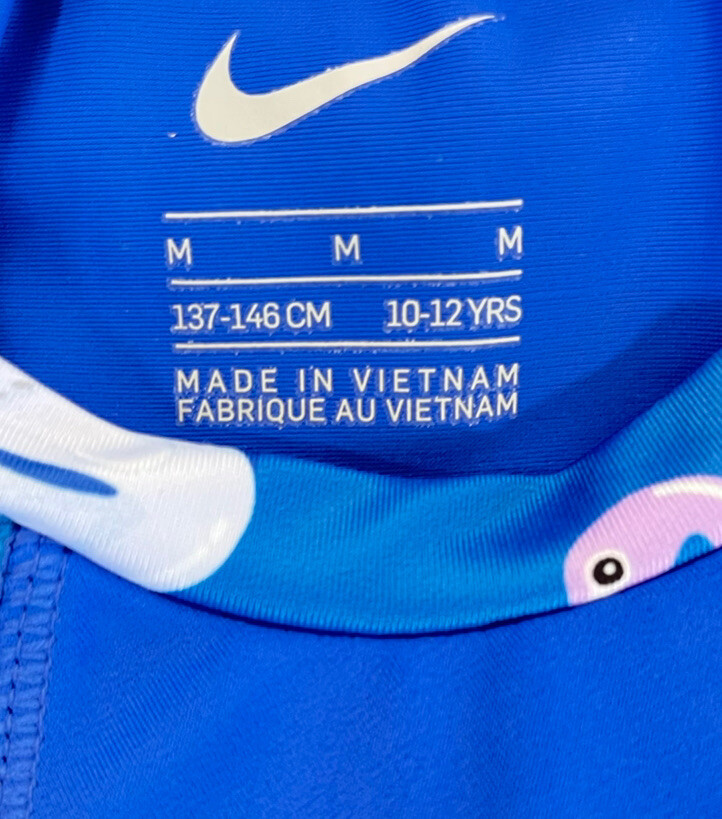 M M M
137-146 CM 10-12 YRS
MADE IN VIETNAM
FABRIQUE AU VIETNAM